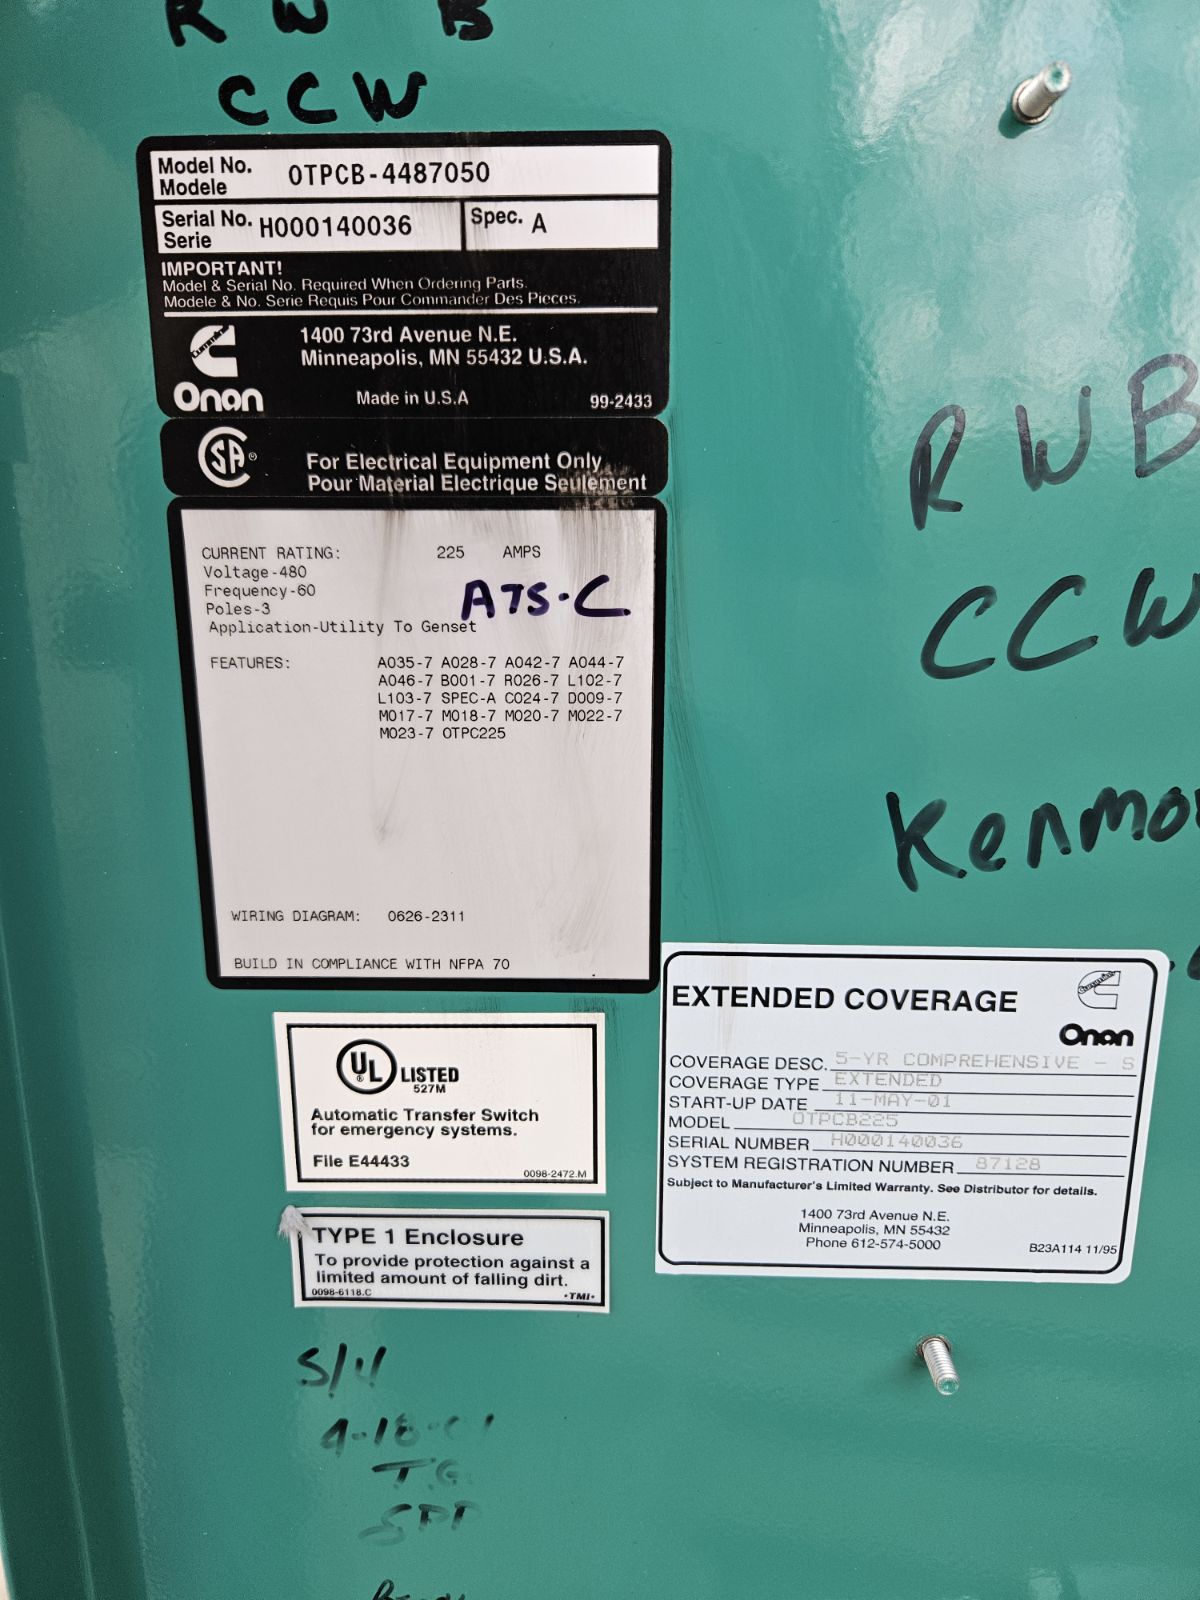 R W B
CCW
Model No. OTPCB-4487050
Modele
Serial No. H000140036 Spec. A
Serie
IMPORTANT!
Model & Serial No. Required When Ordering Parts.
Modele & No. Serie Requis Pour Commander Des Pieces.
1400 73rd Avenue N.E.
Minneapolis, MN 55432 U.S.A.
Onan
Made in U.S.A 99-2433
For Electrical Equipment Only
Pour Material Electrique Seulement
CURRENT RATING: 225 AMPS
Voltage-480
Frequency-60
ATS-C
Poles-3
Application-Utility To Genset
FEATURES: A035-7 A028-7 A042-7 A044-7
A046-7 B001-7 R026-7 L102-7
L103-7 SPEC-A C024-7 D009-7
M017-7 M018-7 M020-7 M022-7
M023-7 OTPC225
WIRING DIAGRAM: 0626-2311
BUILD IN COMPLIANCE WITH NFPA 70
RWB
CCW
UL LISTED
527M
Automatic Transfer Switch
for emergency systems.
File E44433
0098-2472.M
TYPE 1 Enclosure
To provide protection against a
limited amount of falling dirt.
0098-6118.C ·TMI·
EXTENDED COVERAGE
Onan
COVERAGE DESC. 5-YR COMPREHENSIVE - S
COVERAGE TYPE EXTENDED
START-UP DATE 11-MAY-01
MODEL OTPCB225
SERIAL NUMBER H000140036
SYSTEM REGISTRATION NUMBER 87128
Subject to Manufacturer's Limited Warranty. See Distributor for details.
1400 73rd Avenue N.E.
Minneapolis, MN 55432
Phone 612-574-5000
B23A114 11/95
T.G.